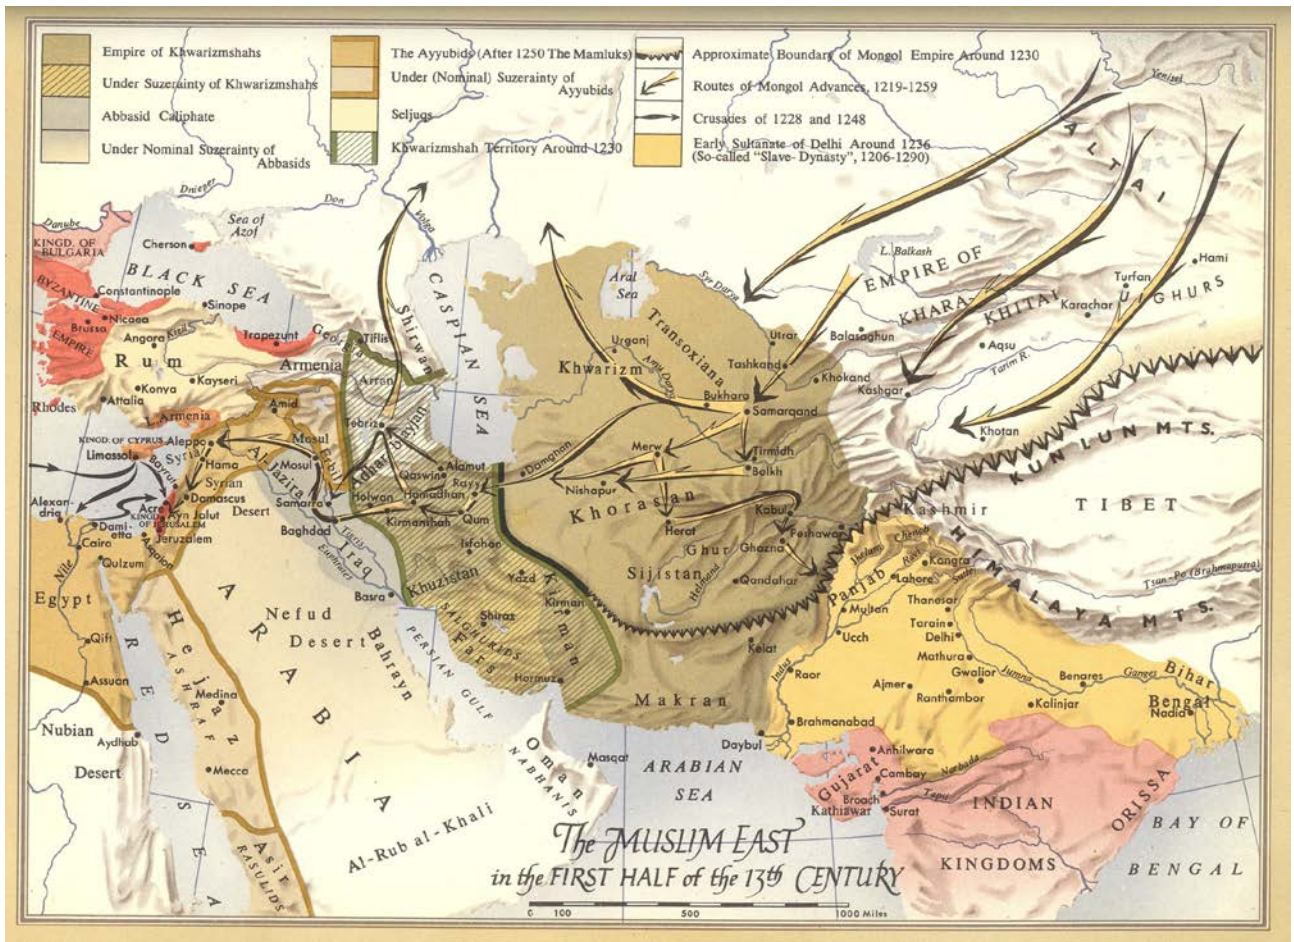 Empire of Khwarizmshahs
Under Suzerainty of Khwarizmshahs
Abbasid Caliphate
Under Nominal Suzerainty of
Abbasids
The Ayyubids (After 1250 The Mamluks)
Under (Nominal) Suzerainty of
Ayyubids
Seljuqs
Khwarizmshah Territory Around 1230
Approximate Boundary of Mongol Empire Around 1230
Routes of Mongol Advances, 1219-1259
Crusades of 1228 and 1248
Early Sultanate of Delhi Around 1236
(So-called "Slave-Dynasty", 1206-1290)
Yenisei
ALTAI
Dnieper
Don
Volga
Danube
Sea of
Azof
KINGD. OF
BULGARIA
Cherson
BLACK SEA
BYZANTINE
EMPIRE
Constantinople
Nicaea
Brussa
Sinope
Angora
Kizil
Trapezunt
Georgia
Tiflis
Shirwan
CASPIAN
SEA
Aral
Sea
Syr Darya
L. Balkash
EMPIRE OF
KHARA-
KHITAI
Hami
Turfan
UIGHURS
Karachar
Balasaghun
Aqsu
Tarim R.
Rum
Kayseri
Konva
Attalia
Rhodes
Armenia
Arran
L. Armenia
Amid
Tebriz
Adharbayjan
Urganj
Khwarizm
Transoxiana
Amu Darya
Utrar
Tashkand
Khokand
Kashgar
Bukhara
Samarqand
Khotan
KUN LUN MTS.
KINGD. OF CYPRUS
Limassol
Aleppo
Syria
Mosul
Mosul
Erbil
Al Jazira
Hama
Bayrut
Syrian
Desert
Damascus
Samarra
Holwan
Qaswin
Alamut
Rayy
Hamadhan
Damghan
Merw
Tirmidh
Balkh
Nishapur
Khorasan
Herat
Kabul
Kashmir
Peshawar
TIBET
Alexan-
dria
Dami-
etta
Acre
Ayn Jalut
KINGD.
OF JERUSALEM
Jeruzalem
Asqalon
Cairo
Nile
Qulzum
Baghdad
Tigris
Euphrates
Iraq
Kirmanshah
Qum
Isfahan
Ghur
Ghazna
Sijistan
Helmand
Qandahar
HIMALAYA MTS.
Tsan-Po (Brahmaputra)
Jhelam
Chenab
Ravi
Kangra
Panjab
Lahore
Egypt
Basra
Khuzistan
Yazd
Kirman
Kirman
Shiraz
SALGHURIDS
Fars
Hormuz
PERSIAN GULF
Bahrayn
ARABIA
Nefud
Desert
Qift
Assuan
RED SEA
Hejaz
ASHRAF
Medina
Mecca
Nubian
Desert
Aydhab
Asir
RASULIDS
Al-Rub al-Khali
Oman
NABHANIS
Masqat
ARABIAN
SEA
Makran
Kelat
Multan
Ucch
Indus
Raor
Brahmanabad
Daybul
Thanesar
Tarain
Delhi
Mathura
Gwalior
Ajmer
Ranthambor
Jumna
Kalinjar
Benares
Ganges
Bihar
Bengal
Nadia
Anhilwara
Gujarat
Cambay
Narbada
Broach
Kathiawar
Surat
Tapti
INDIAN
KINGDOMS
ORISSA
BAY OF
BENGAL
The MUSLIM EAST
in the FIRST HALF of the 13th CENTURY
0 100 500 1000 Miles